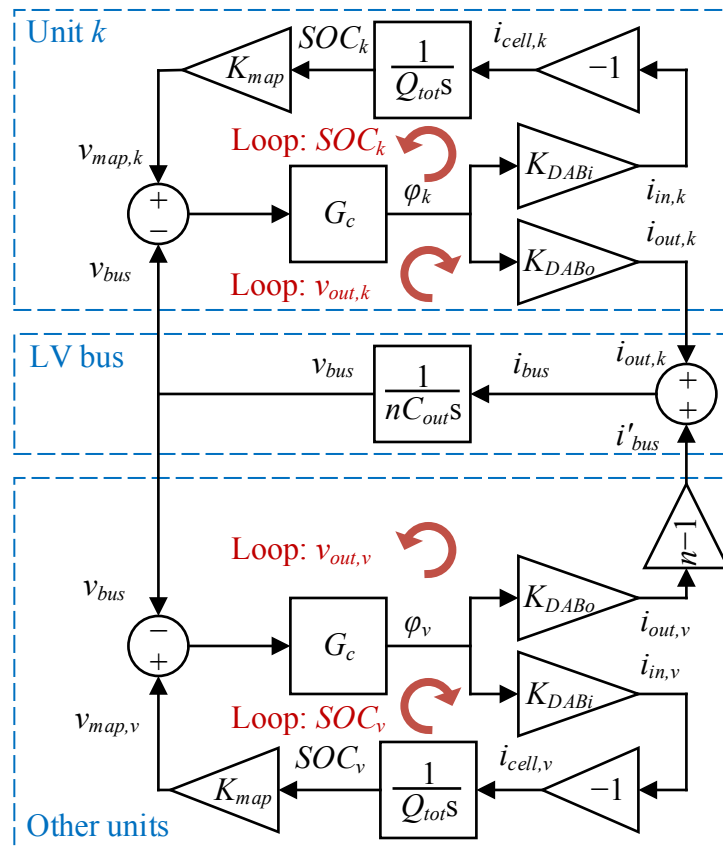 Unit k
SOC_k
i_cell,k
K_map
1
Q_tot s
−1
Loop: SOC_k
v_map,k
+
−
G_c
φ_k
K_DABi
i_in,k
i_out,k
K_DABo
v_bus
Loop: v_out,k
LV bus
v_bus
i_bus
i_out,k
1
nC_out s
+
+
i'_bus
Loop: v_out,v
n−1
v_bus
−
+
G_c
φ_v
K_DABo
i_out,v
i_in,v
K_DABi
v_map,v
Loop: SOC_v
SOC_v
i_cell,v
K_map
1
Q_tot s
−1
Other units